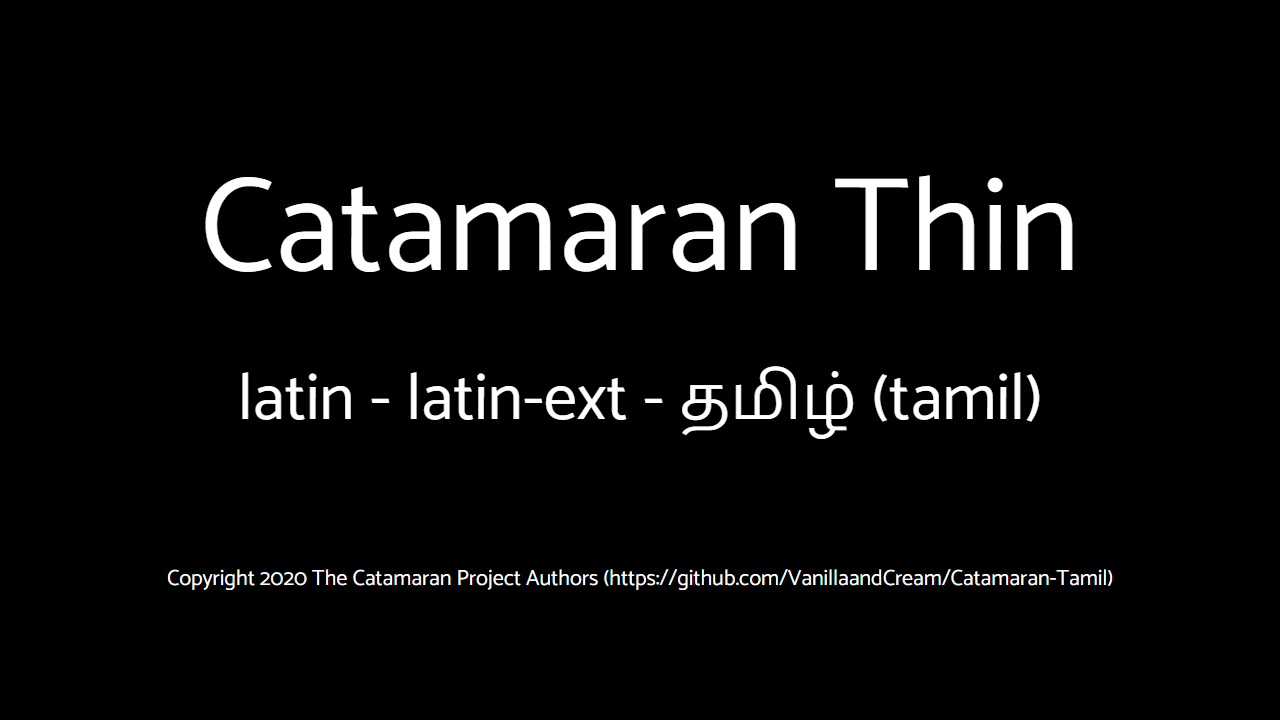 Catamaran Thin
latin - latin-ext - தமிழ் (tamil)
Copyright 2020 The Catamaran Project Authors (https://github.com/VanillaandCream/Catamaran-Tamil)